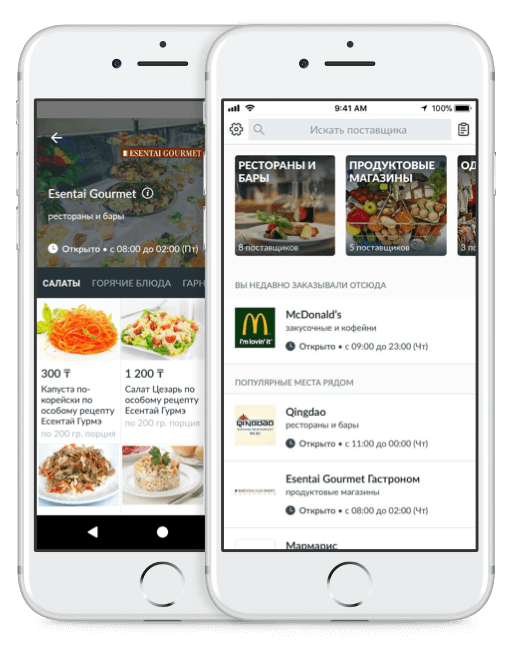 ESENTAI GOURMET
Esentai Gourmet
рестораны и бары
Открыто • с 08:00 до 02:00 (Пт)
САЛАТЫ ГОРЯЧИЕ БЛЮДА ГАРН
300 ₸
Капуста по-
корейски по
особому рецепту
Есентай Гурмэ
по 200 гр. порция
1 200 ₸
Салат Цезарь по
особому рецепту
Есентай Гурмэ
по 200 гр. порция
9:41 AM 100%
Искать поставщика
РЕСТОРАНЫ И
БАРЫ
8 поставщиков
ПРОДУКТОВЫЕ
МАГАЗИНЫ
5 поставщиков
ОД
3 по
ВЫ НЕДАВНО ЗАКАЗЫВАЛИ ОТСЮДА
i'm lovin' it
McDonald's
закусочные и кофейни
Открыто • с 09:00 до 23:00 (Чт)
ПОПУЛЯРНЫЕ МЕСТА РЯДОМ
QINGDAO
Qingdao
рестораны и бары
Открыто • с 11:00 до 00:00 (Чт)
ESENTAI GOURMET
Esentai Gourmet Гастроном
продуктовые магазины
Открыто • с 08:00 до 02:00 (Чт)
Мармарис